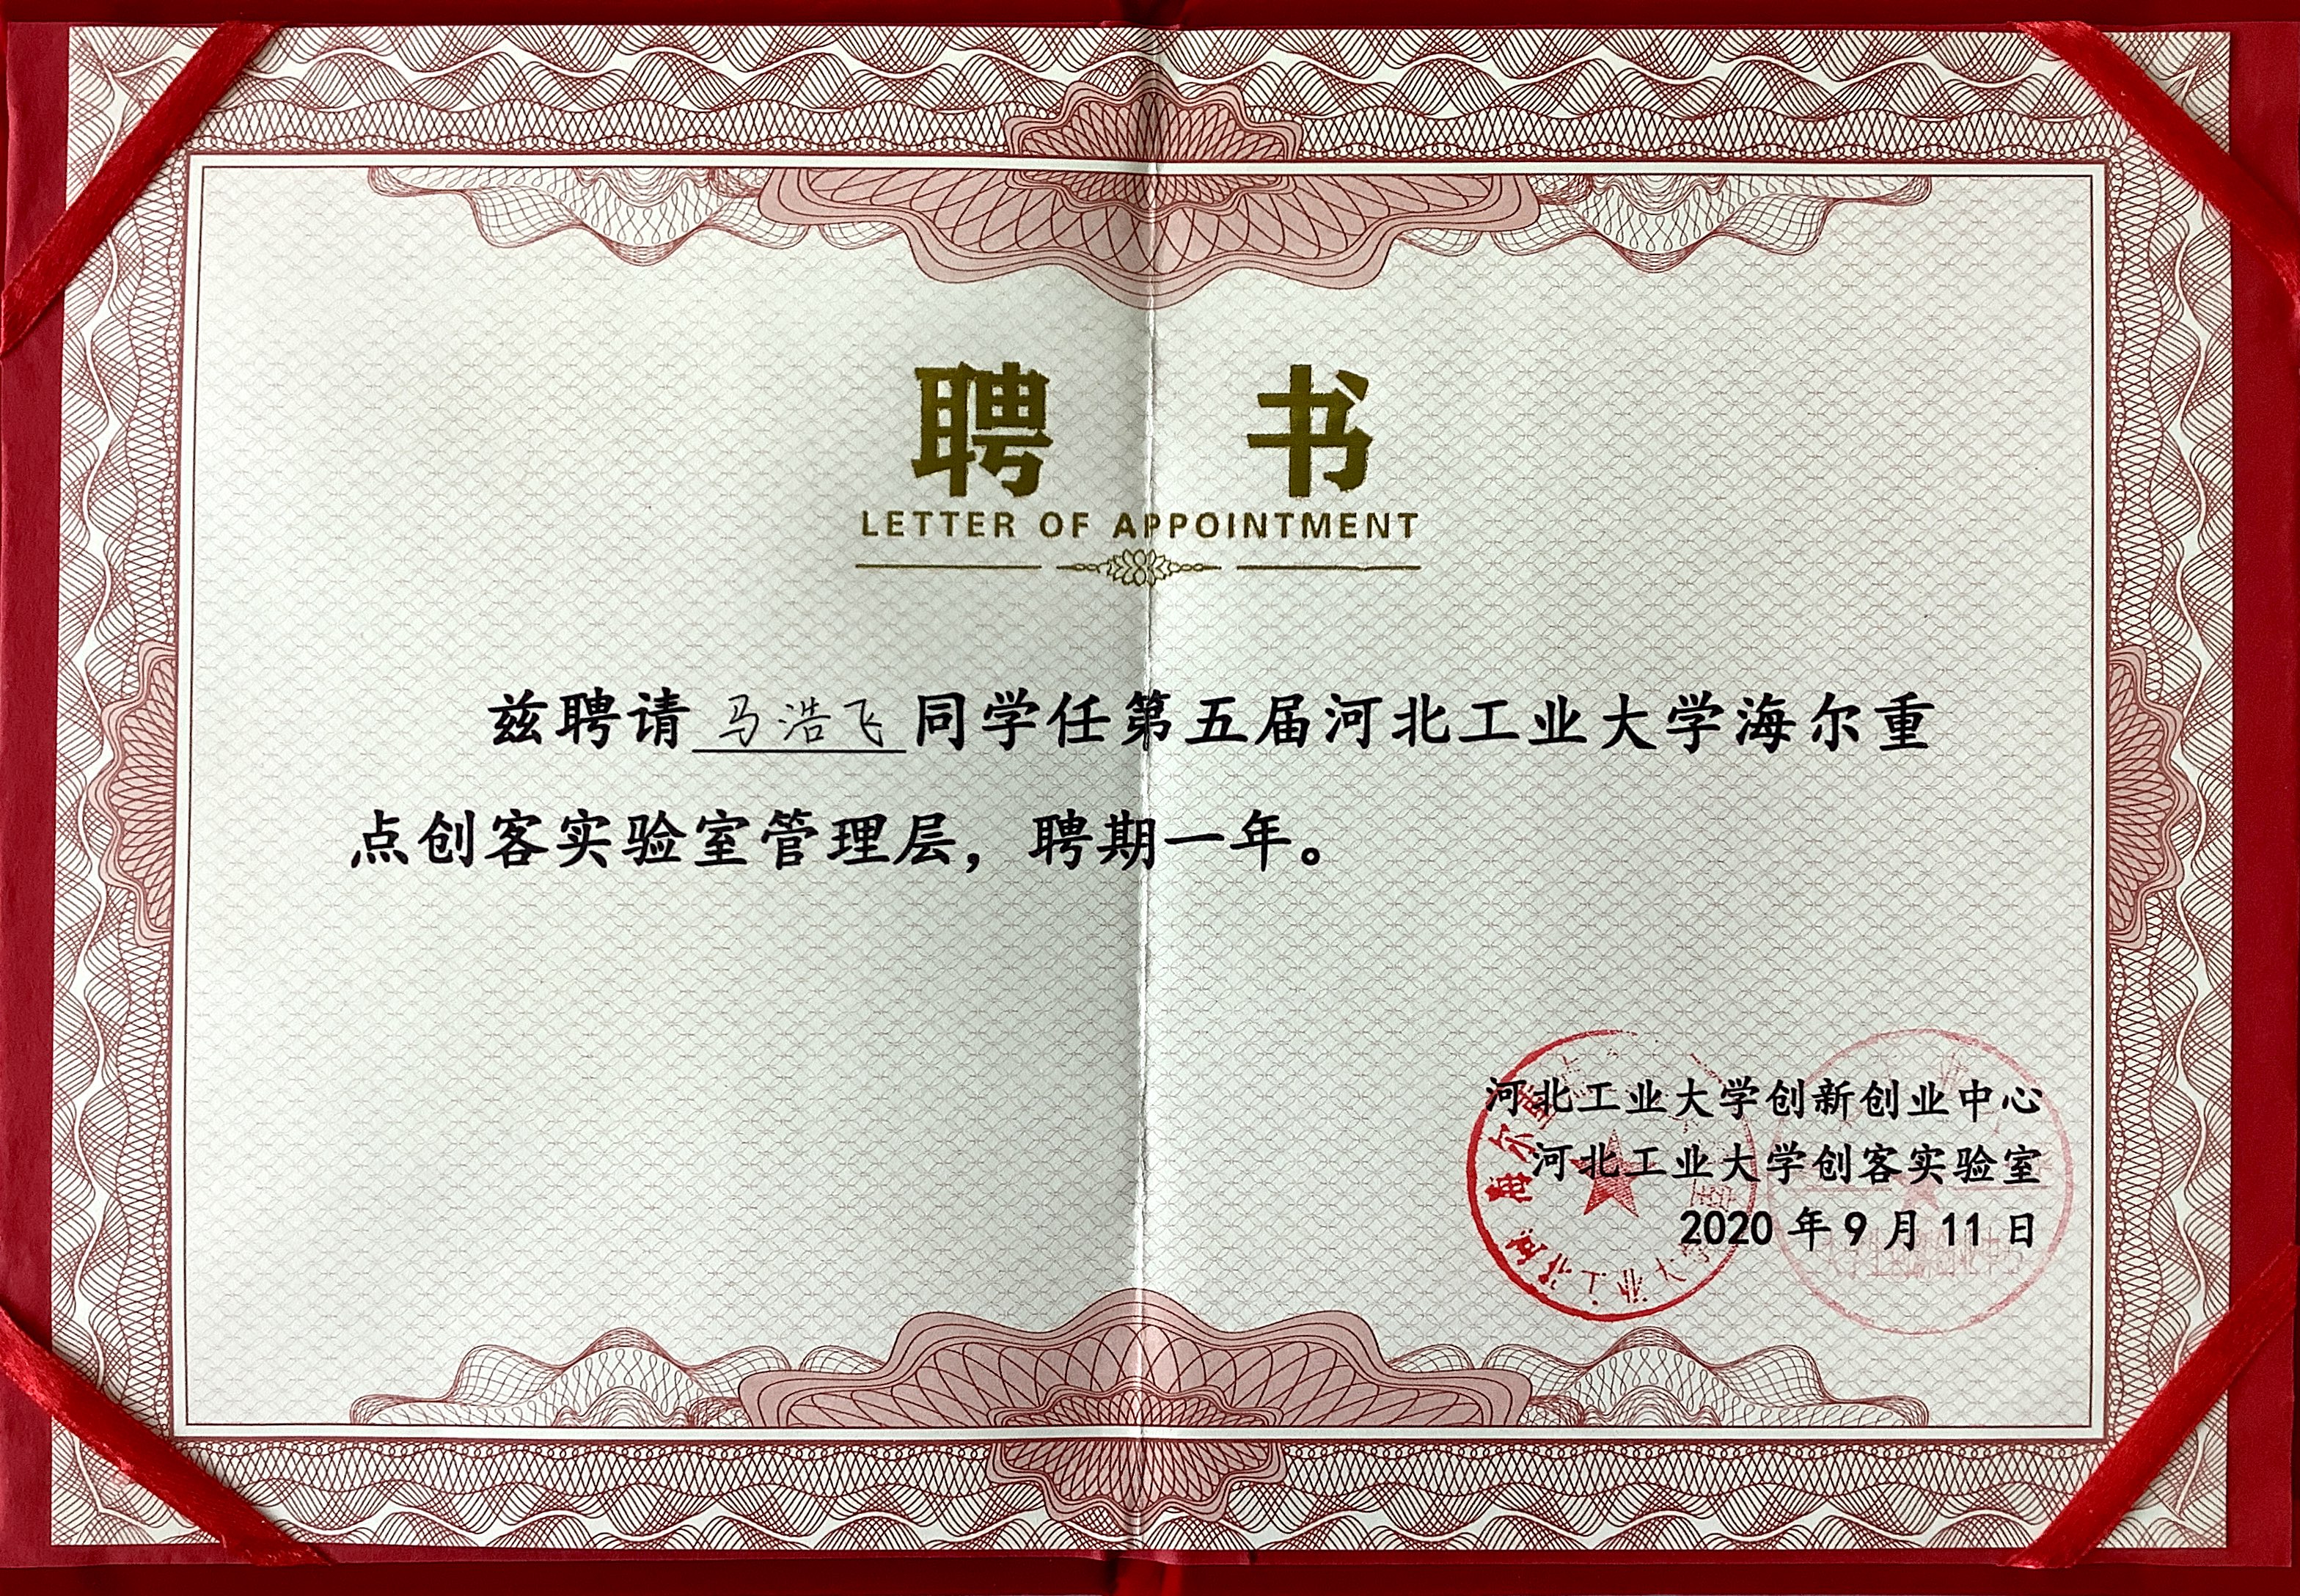 聘 书
LETTER OF APPOINTMENT
兹聘请 马浩飞 同学任第五届河北工业大学海尔重
点创客实验室管理层，聘期一年。
河北工业大学创新创业中心
河北工业大学创客实验室
2020 年 9 月 11 日
河北工业大学 海尔重